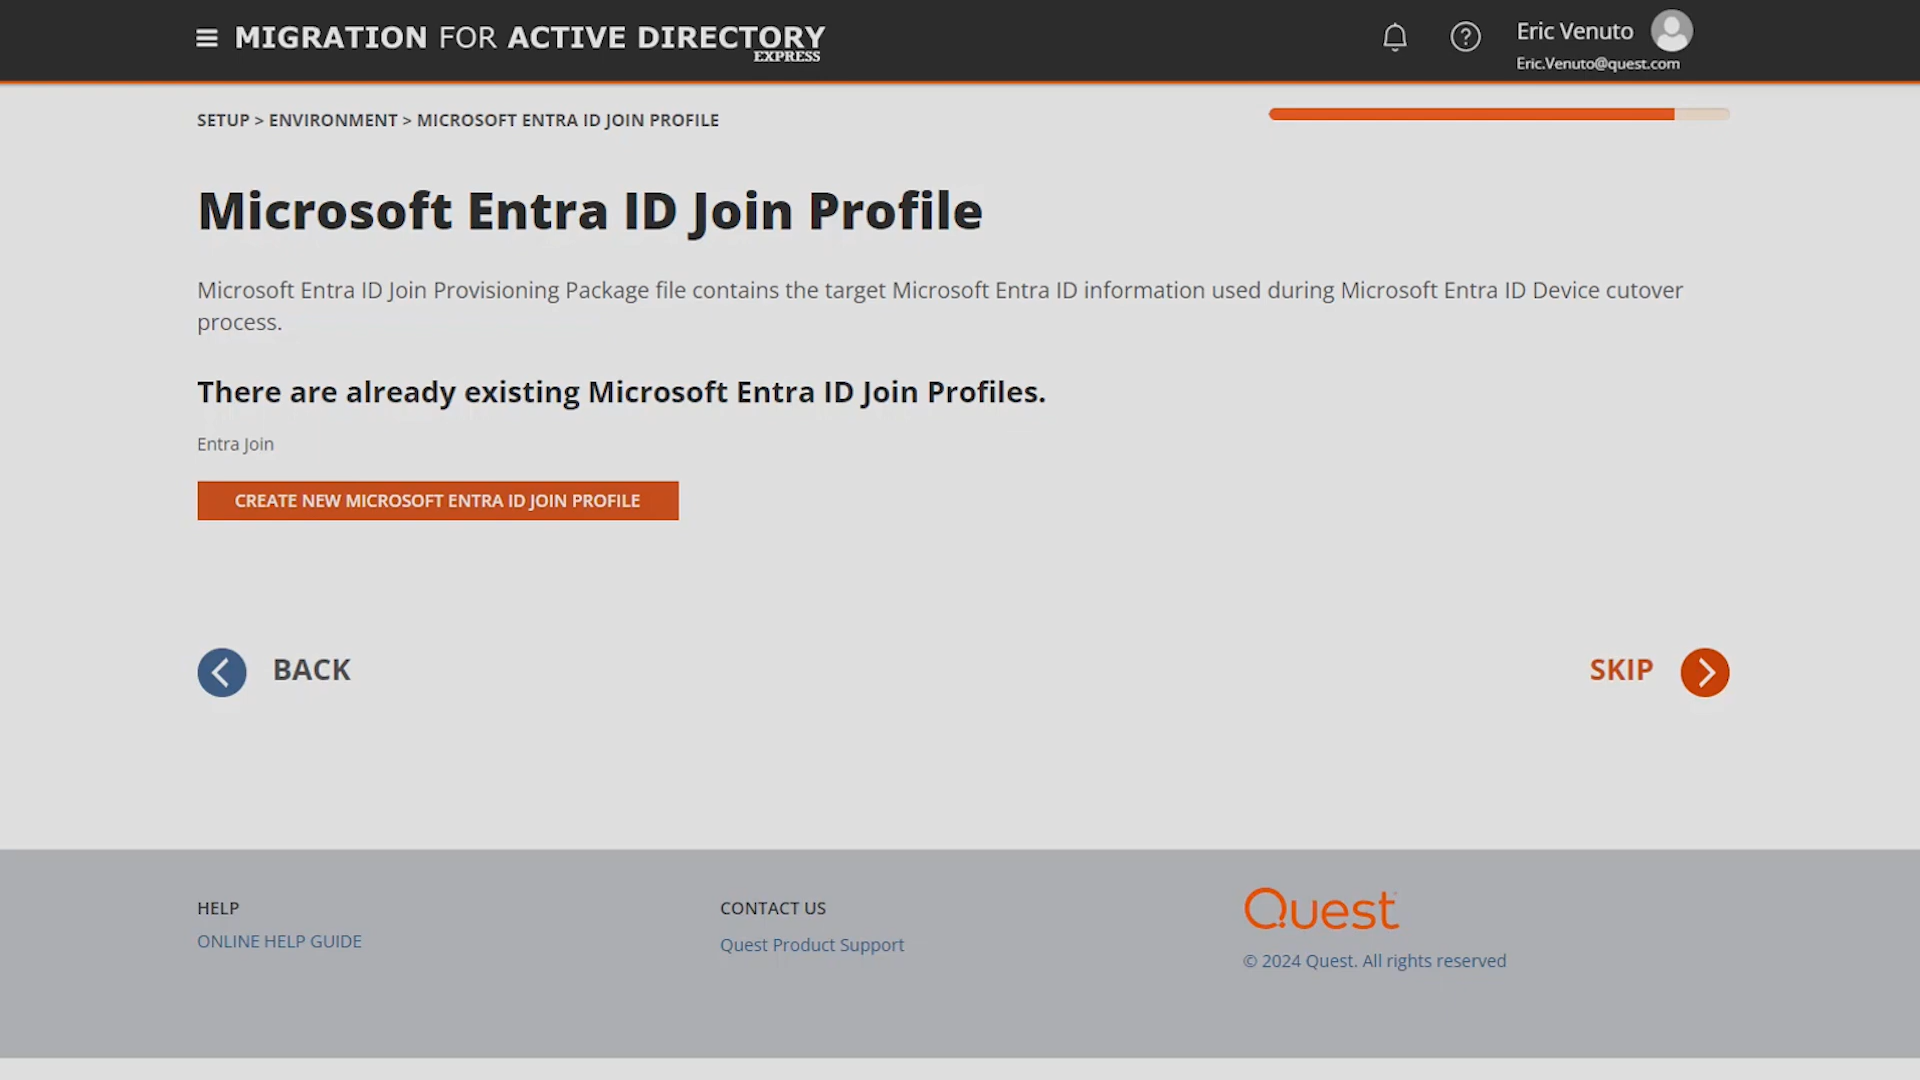 MIGRATION FOR ACTIVE DIRECTORY
EXPRESS
Eric Venuto
Eric.Venuto@quest.com
SETUP > ENVIRONMENT > MICROSOFT ENTRA ID JOIN PROFILE
Microsoft Entra ID Join Profile
Microsoft Entra ID Join Provisioning Package file contains the target Microsoft Entra ID information used during Microsoft Entra ID Device cutover
process.
There are already existing Microsoft Entra ID Join Profiles.
Entra Join
CREATE NEW MICROSOFT ENTRA ID JOIN PROFILE
BACK
SKIP
HELP
ONLINE HELP GUIDE
CONTACT US
Quest Product Support
Quest
© 2024 Quest. All rights reserved